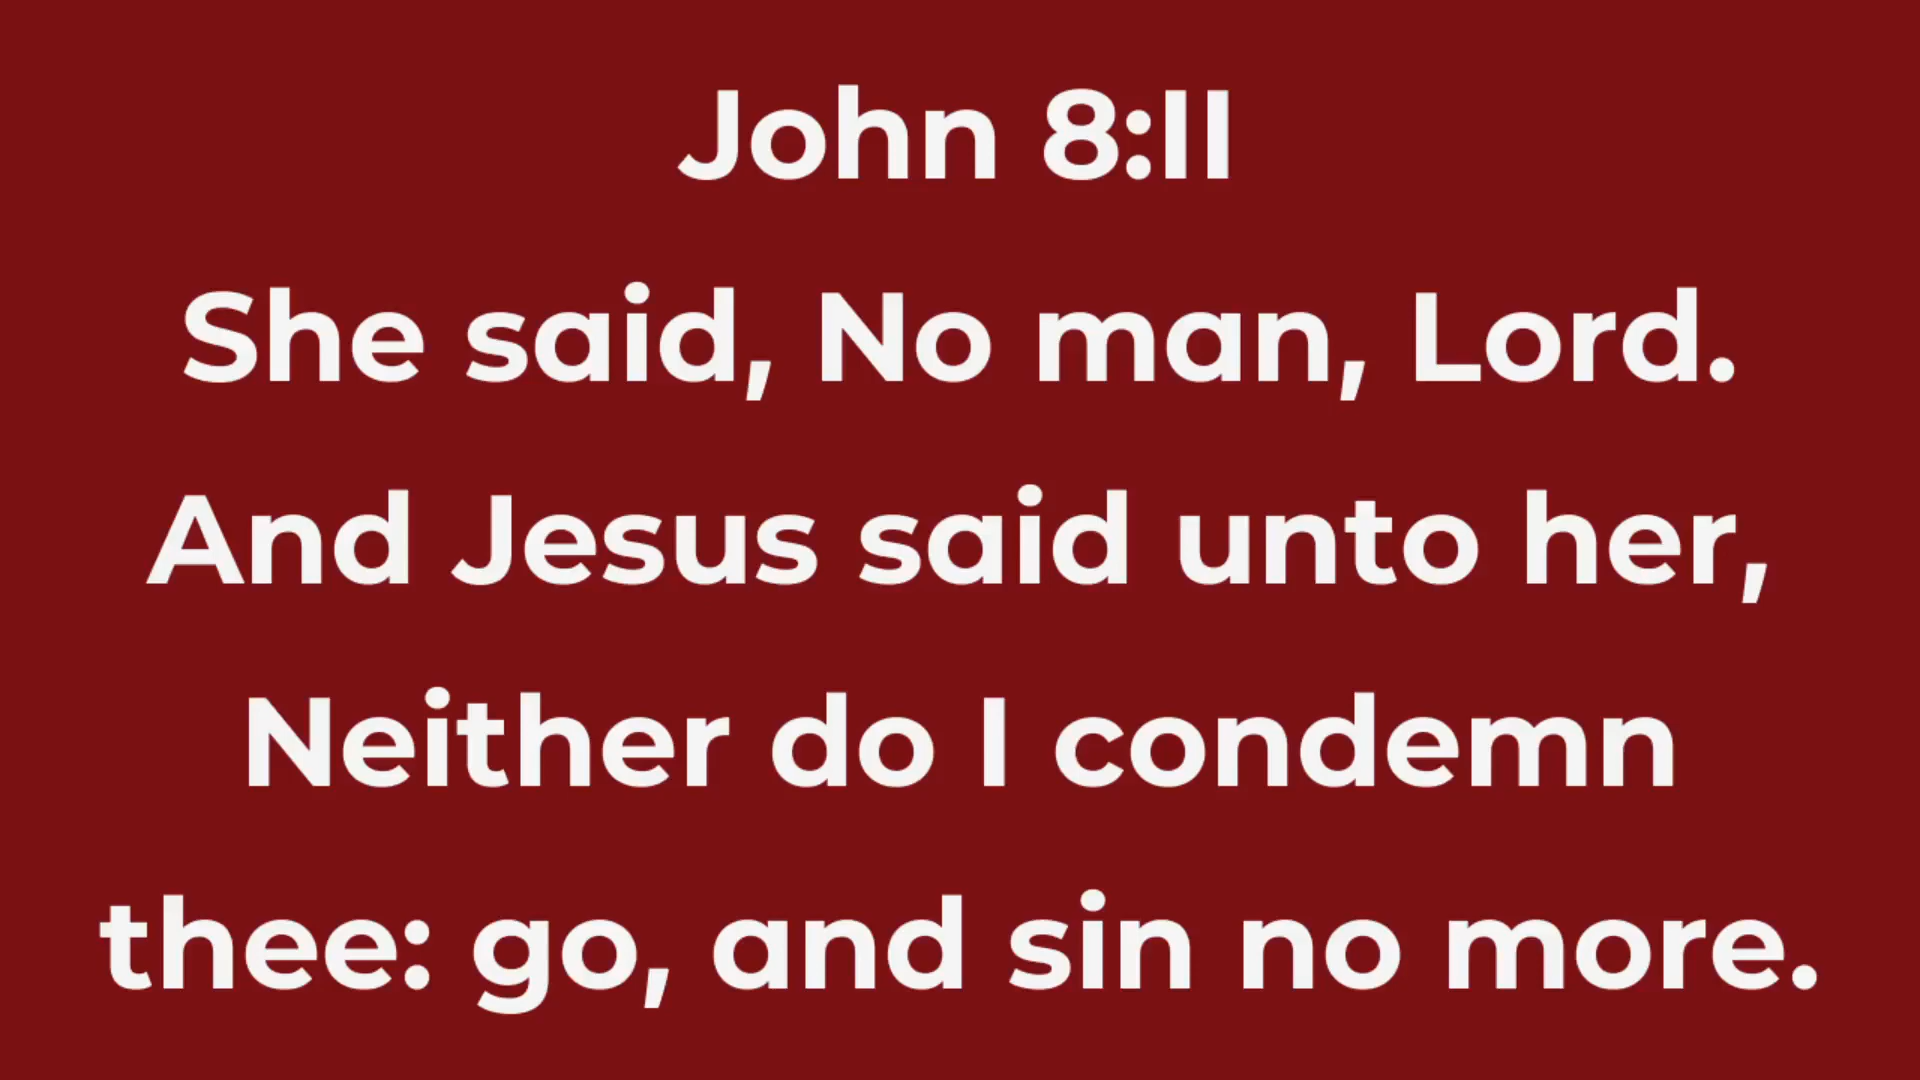 John 8:II
She said, No man, Lord.
And Jesus said unto her,
Neither do I condemn
thee: go, and sin no more.